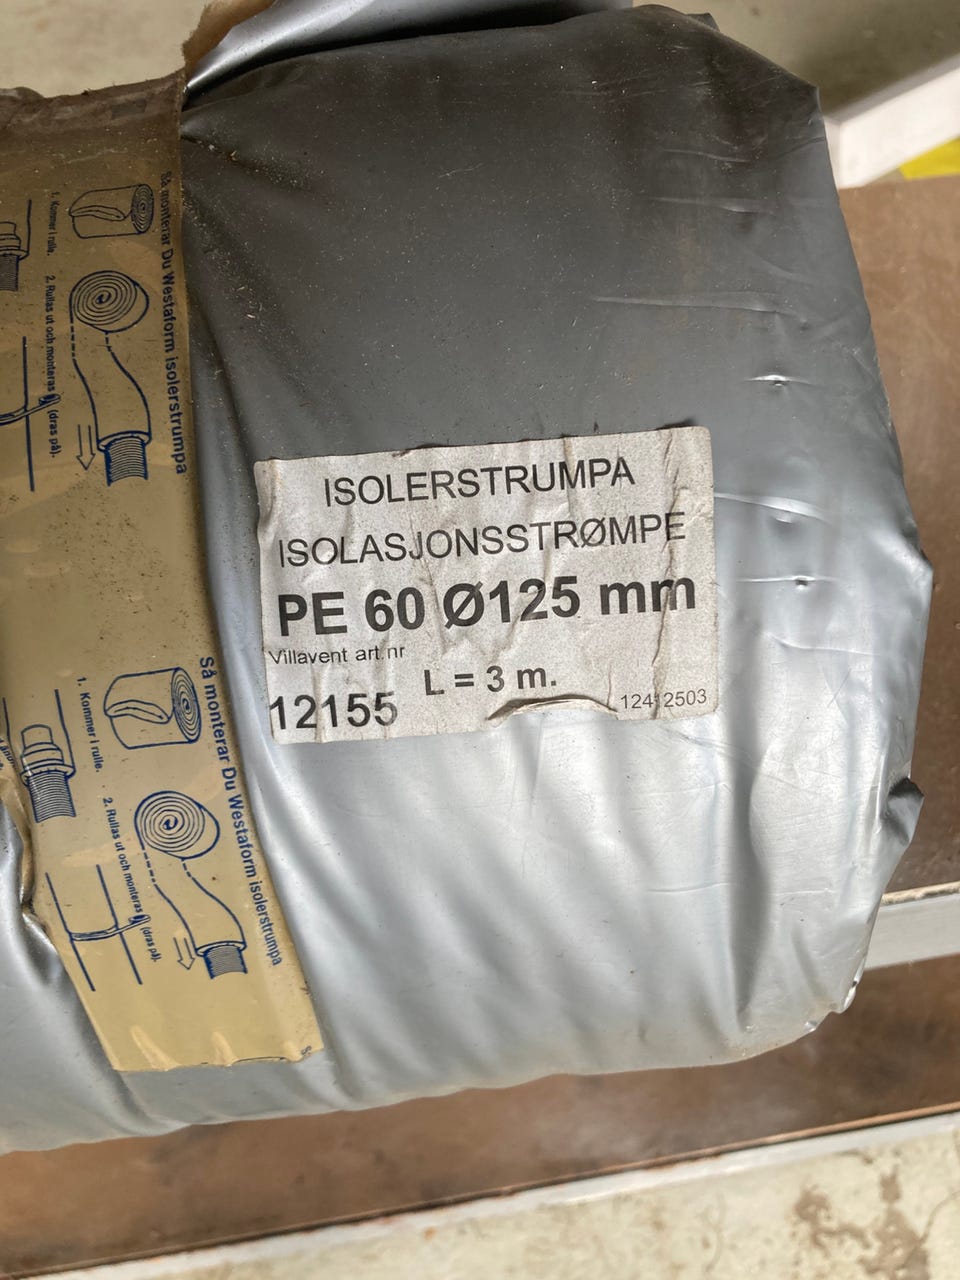 ISOLERSTRUMPA
ISOLASJONSSTRØMPE
PE 60 Ø125 mm
Villavent art.nr
L = 3 m.
12155
12412503
Så monterar Du Westaform isolerstrumpa
1. Kommer i rulle.
2. Rullas ut och monteras (dras på).
Så monterar Du Westaform isolerstrumpa
1. Kommer i rulle.
2. Rullas ut och monteras (dras på).